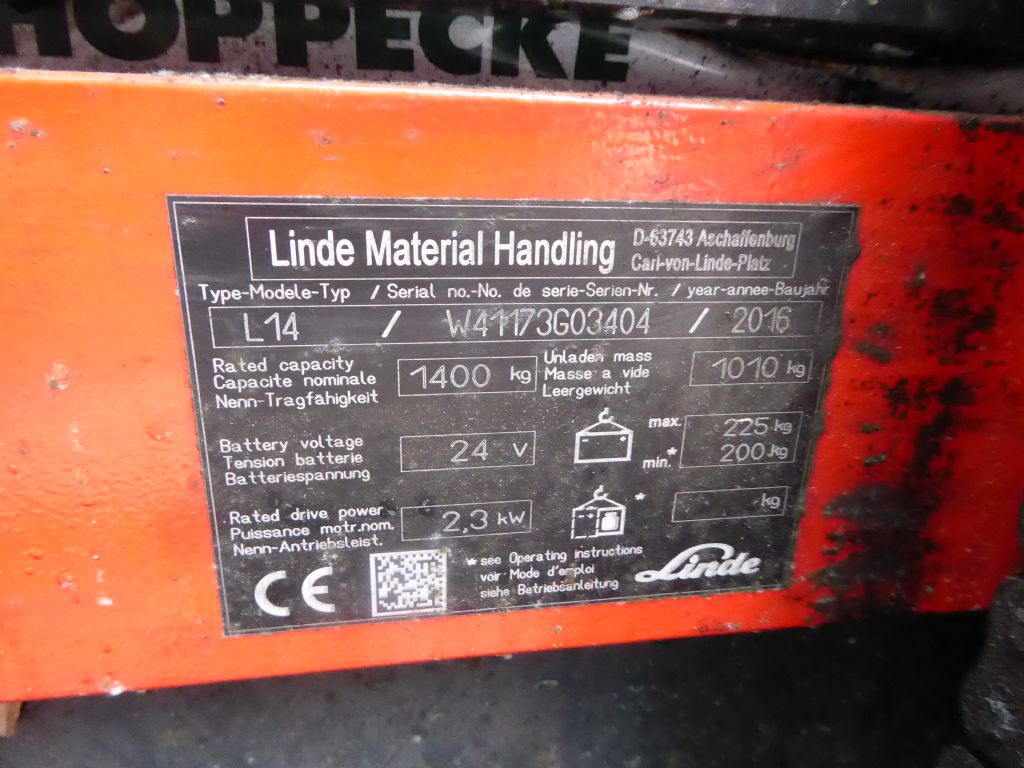 HOPPECKE
Linde Material Handling
D-63743 Aschaffenburg
Carl-von-Linde-Platz
Type-Modele-Typ / Serial no.-No. de serie-Serien-Nr. / year-annee-Baujahr
L14 / W41173G03404 / 2016
Rated capacity
Capacite nominale
Nenn-Tragfähigkeit
1400 kg
Unladen mass
Masse a vide
Leergewicht
1010 kg
Battery voltage
Tension batterie
Batteriespannung
24 V
max. 225 kg
min.* 200 kg
Rated drive power
Puissance motr.nom.
Nenn-Antriebsleist.
2,3 kW
* kg
CE
*see Operating instructions
voir Mode d'emploi
siehe Betriebsanleitung
Linde